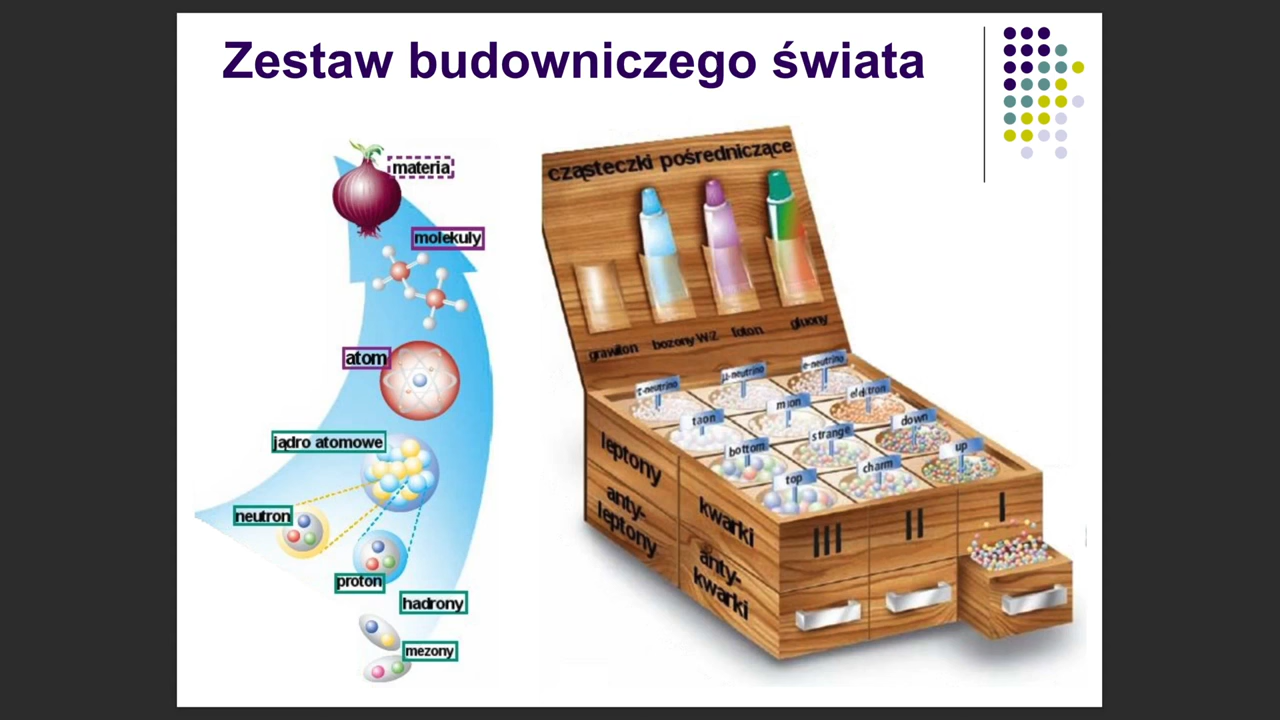 Zestaw budowniczego świata
materia
molekuly
atom
jądro atomowe
neutron
proton
hadrony
mezony
cząsteczki pośredniczące
grawiton
bozony W/Z
foton
gluony
τ-neutrino
μ-neutrino
e-neutrino
taon
mion
elektron
bottom
strange
down
top
charm
up
leptony
anty-
leptony
kwarki
anty-
kwarki
III
II
I